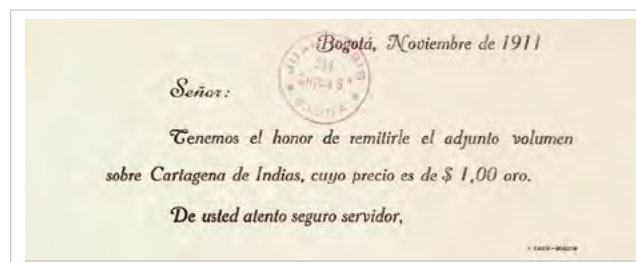 Bogotá, Noviembre de 1911
Señor:
Tenemos el honor de remitirle el adjunto volumen
sobre Cartagena de Indias, cuyo precio es de $ 1,00 oro.
De usted atento seguro servidor,
BOGOTA